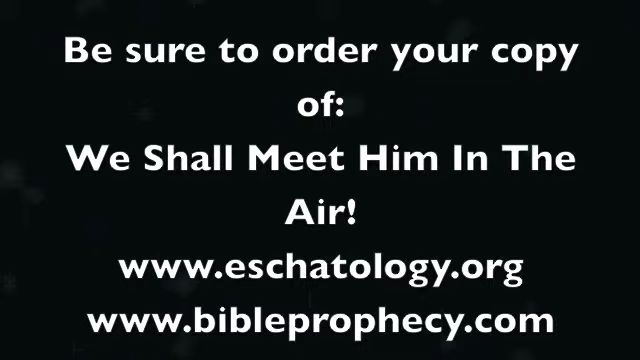 Be sure to order your copy
of:
We Shall Meet Him In The
Air!
www.eschatology.org
www.bibleprophecy.com